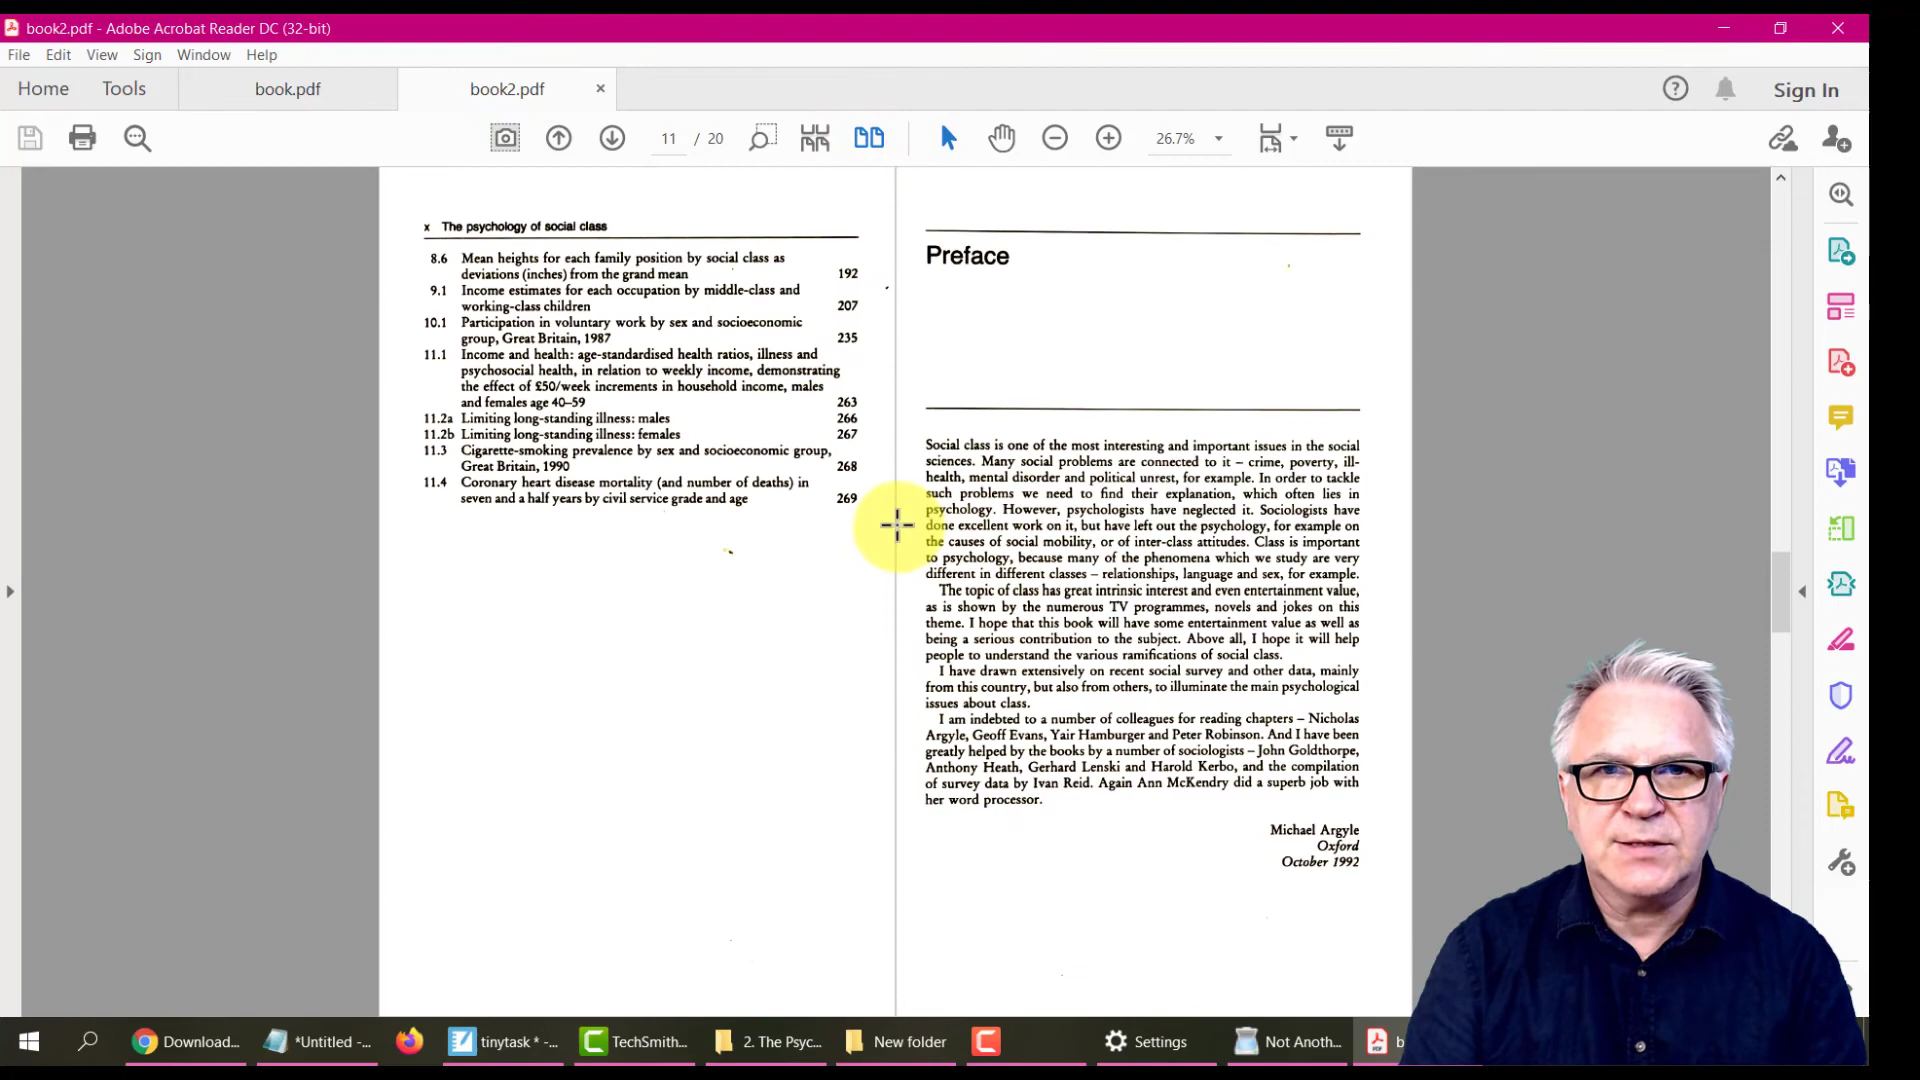 book2.pdf - Adobe Acrobat Reader DC (32-bit)
File Edit View Sign Window Help
Home Tools book.pdf book2.pdf × Sign In
11 / 20 26.7%
x The psychology of social class
8.6 Mean heights for each family position by social class as
deviations (inches) from the grand mean 192
9.1 Income estimates for each occupation by middle-class and
working-class children 207
10.1 Participation in voluntary work by sex and socioeconomic
group, Great Britain, 1987 235
11.1 Income and health: age-standardised health ratios, illness and
psychosocial health, in relation to weekly income, demonstrating
the effect of £50/week increments in household income, males
and females age 40–59 263
11.2a Limiting long-standing illness: males 266
11.2b Limiting long-standing illness: females 267
11.3 Cigarette-smoking prevalence by sex and socioeconomic group,
Great Britain, 1990 268
11.4 Coronary heart disease mortality (and number of deaths) in
seven and a half years by civil service grade and age 269
Preface
Social class is one of the most interesting and important issues in the social
sciences. Many social problems are connected to it – crime, poverty, ill-
health, mental disorder and political unrest, for example. In order to tackle
such problems we need to find their explanation, which often lies in
psychology. However, psychologists have neglected it. Sociologists have
done excellent work on it, but have left out the psychology, for example on
the causes of social mobility, or of inter-class attitudes. Class is important
to psychology, because many of the phenomena which we study are very
different in different classes – relationships, language and sex, for example.
The topic of class has great intrinsic interest and even entertainment value,
as is shown by the numerous TV programmes, novels and jokes on this
theme. I hope that this book will have some entertainment value as well as
being a serious contribution to the subject. Above all, I hope it will help
people to understand the various ramifications of social class.
I have drawn extensively on recent social survey and other data, mainly
from this country, but also from others, to illuminate the main psychological
issues about class.
I am indebted to a number of colleagues for reading chapters – Nicholas
Argyle, Geoff Evans, Yair Hamburger and Peter Robinson. And I have been
greatly helped by the books by a number of sociologists – John Goldthorpe,
Anthony Heath, Gerhard Lenski and Harold Kerbo, and the compilation
of survey data by Ivan Reid. Again Ann McKendry did a superb job with
her word processor.
Michael Argyle
Oxford
October 1992
Download... *Untitled -... tinytask * -... TechSmith... 2. The Psyc... New folder Settings Not Anoth... b